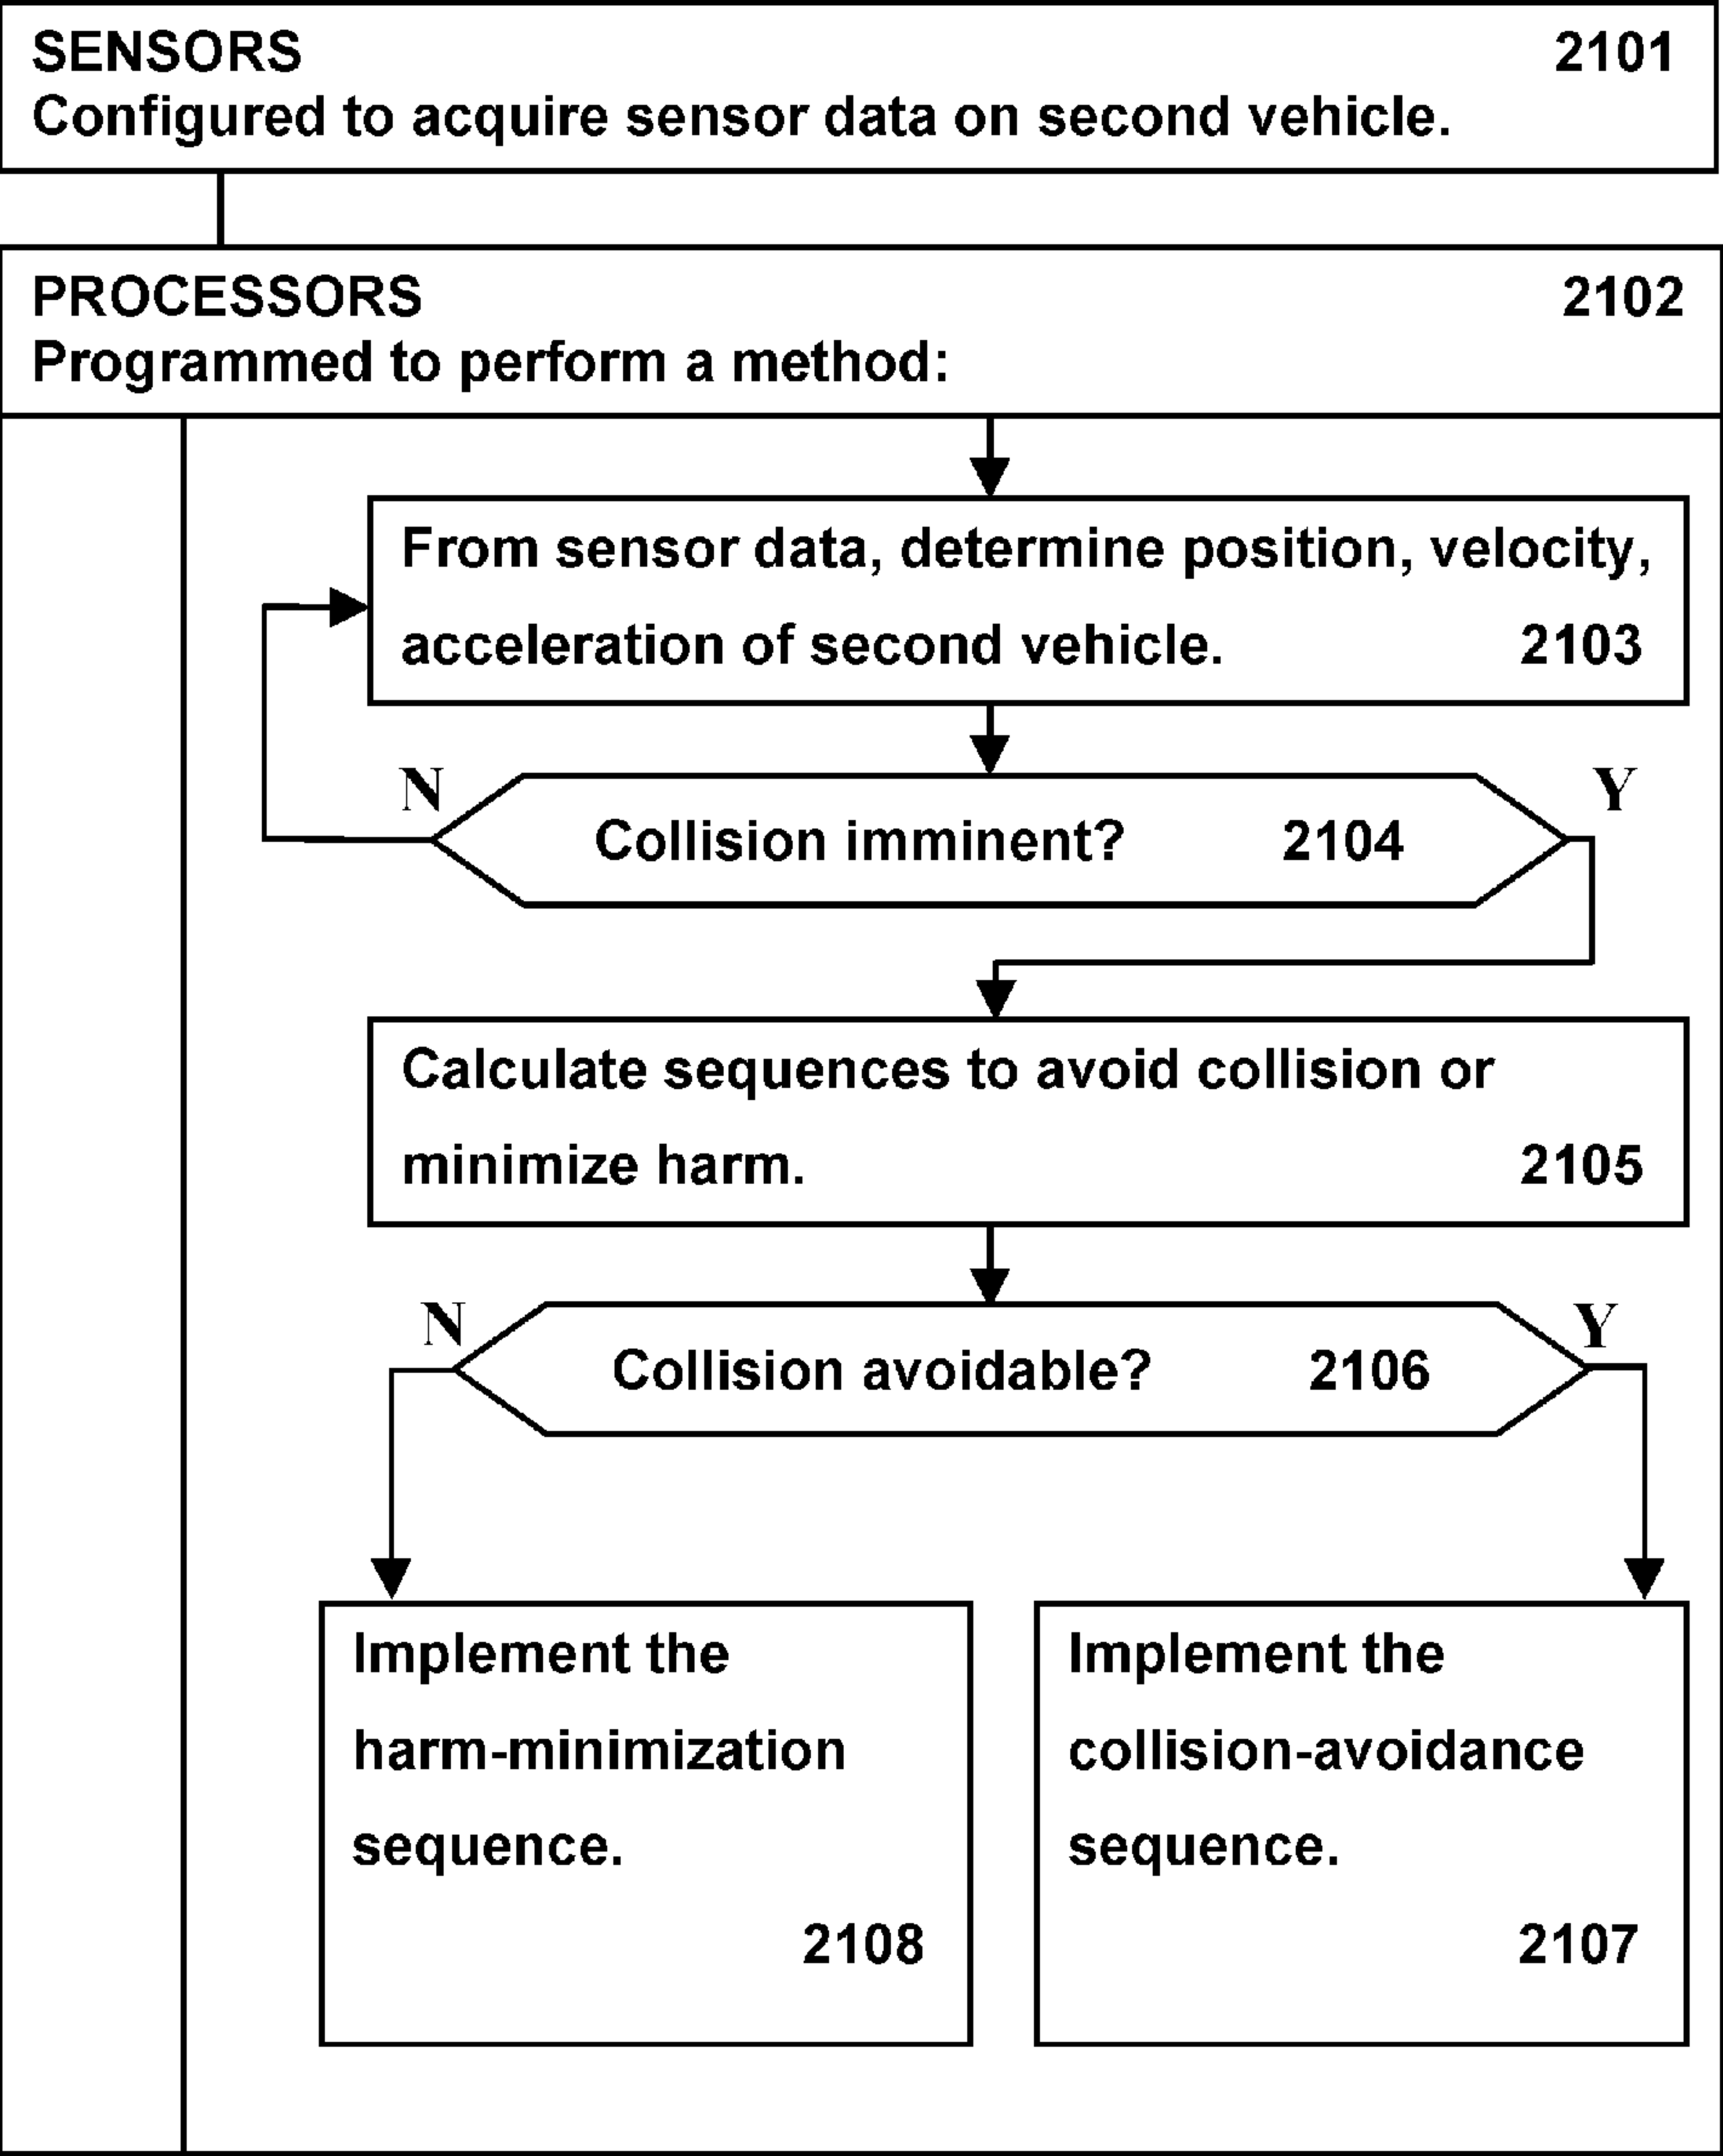 SENSORS 2101
Configured to acquire sensor data on second vehicle.
PROCESSORS 2102
Programmed to perform a method:
From sensor data, determine position, velocity,
acceleration of second vehicle. 2103
N Y
Collision imminent? 2104
Calculate sequences to avoid collision or
minimize harm. 2105
N Y
Collision avoidable? 2106
Implement the
harm-minimization
sequence.
2108
Implement the
collision-avoidance
sequence.
2107